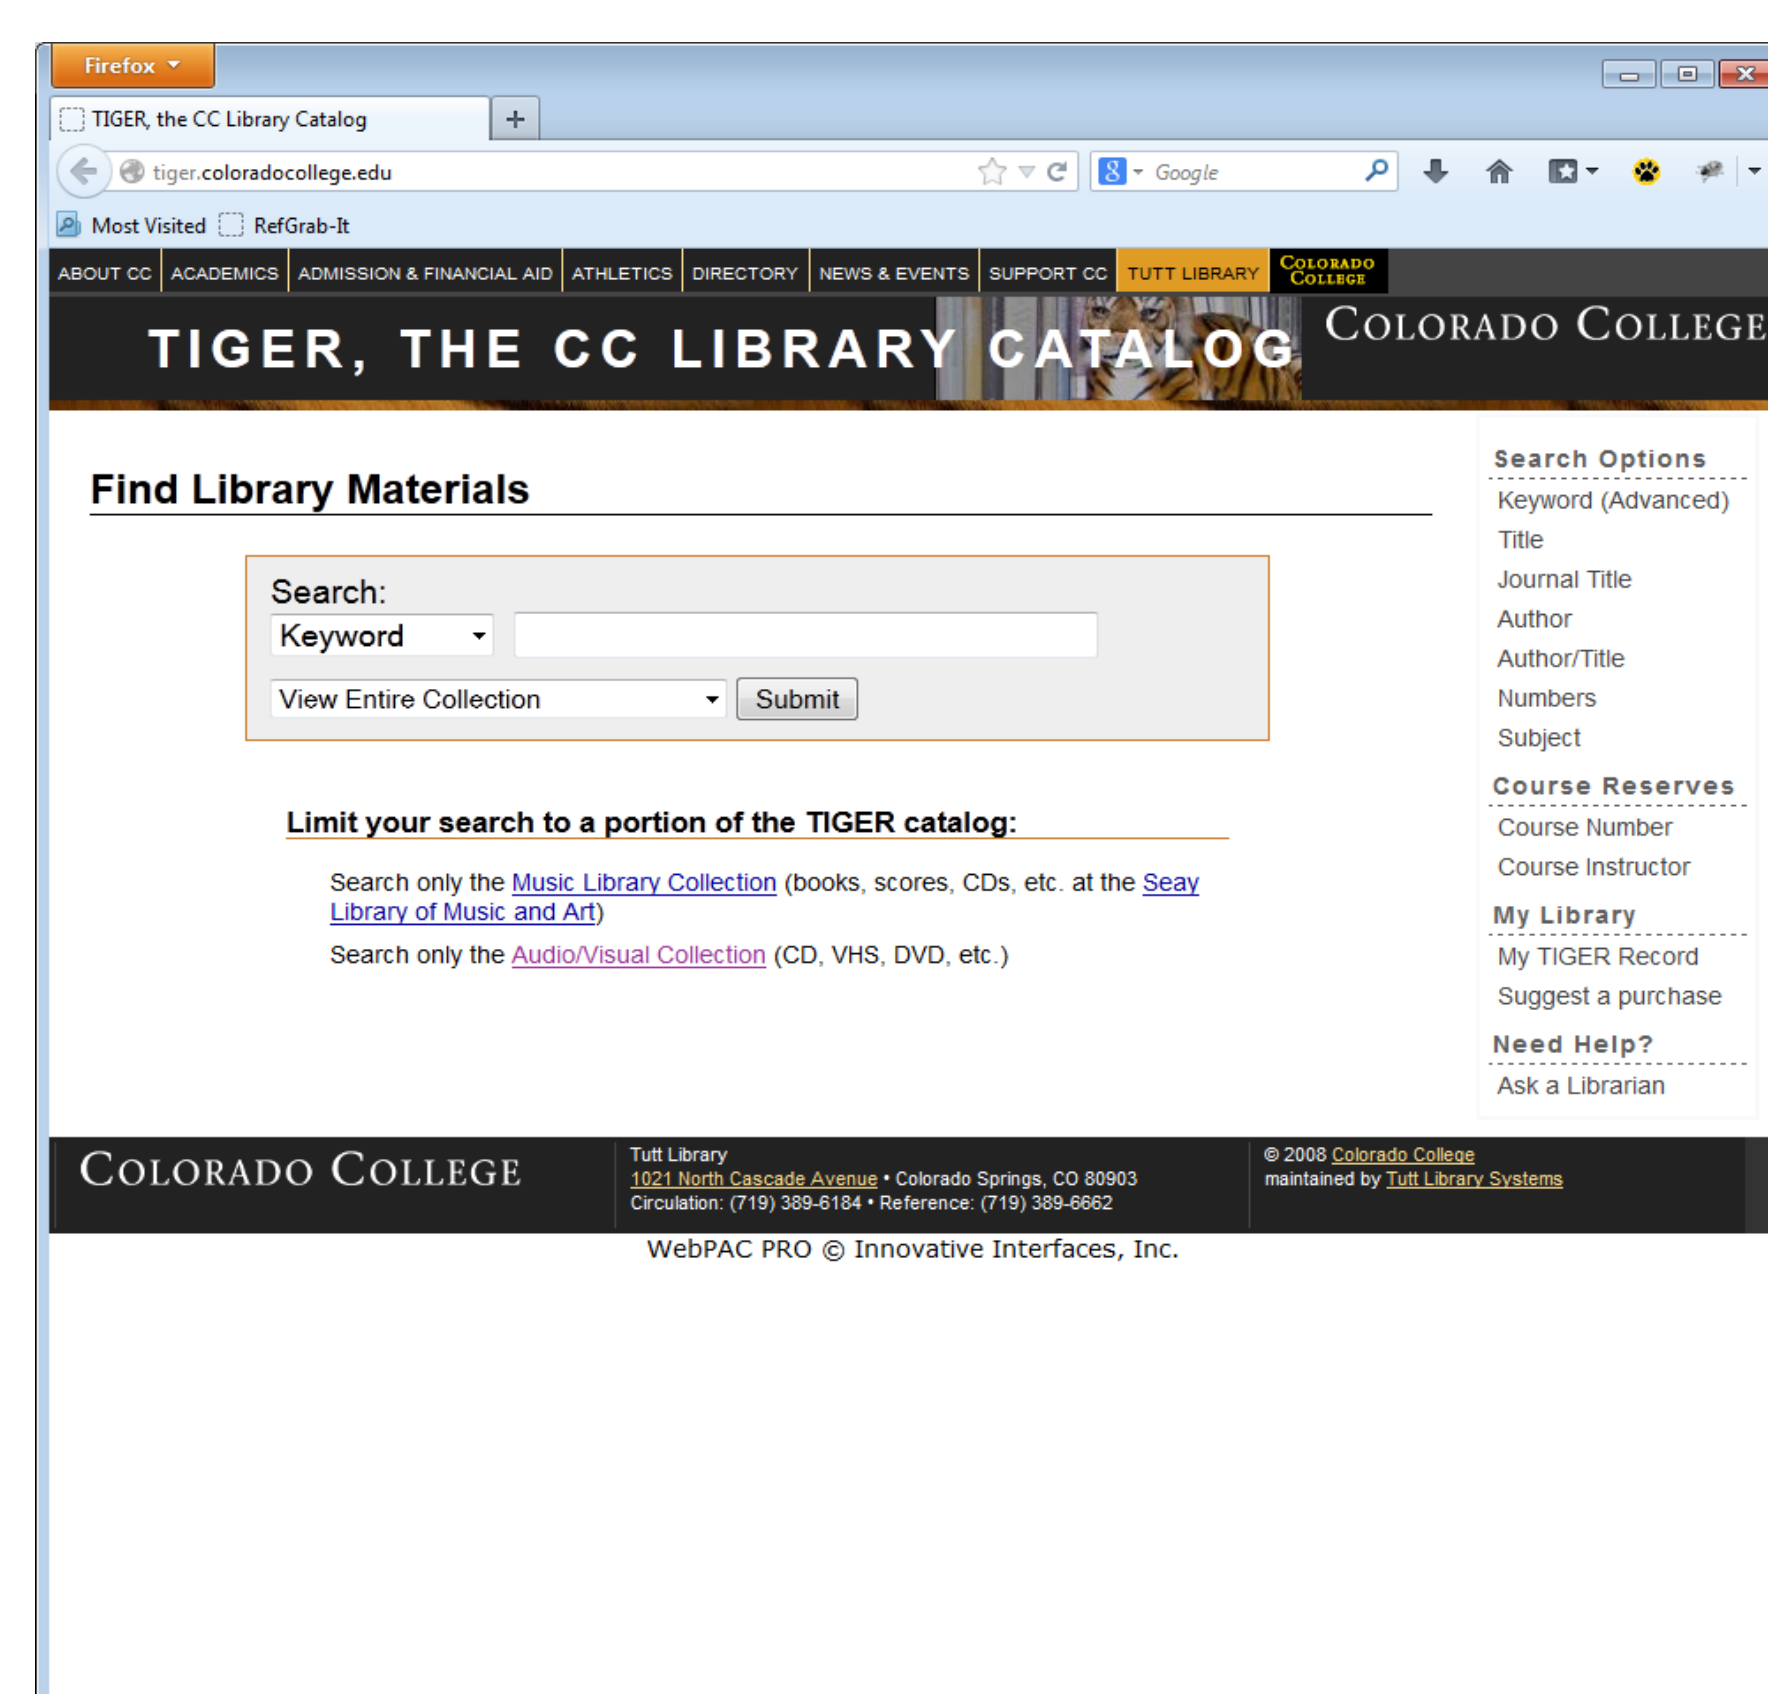 Firefox
TIGER, the CC Library Catalog
tiger.coloradocollege.edu
8 Google
Most Visited RefGrab-It
ABOUT CC ACADEMICS ADMISSION & FINANCIAL AID ATHLETICS DIRECTORY NEWS & EVENTS SUPPORT CC TUTT LIBRARY COLORADO COLLEGE
TIGER, THE CC LIBRARY CATALOG
COLORADO COLLEGE
Find Library Materials
Search:
Keyword
View Entire Collection Submit
Limit your search to a portion of the TIGER catalog:
Search only the Music Library Collection (books, scores, CDs, etc. at the Seay
Library of Music and Art)
Search only the Audio/Visual Collection (CD, VHS, DVD, etc.)
Search Options
Keyword (Advanced)
Title
Journal Title
Author
Author/Title
Numbers
Subject
Course Reserves
Course Number
Course Instructor
My Library
My TIGER Record
Suggest a purchase
Need Help?
Ask a Librarian
COLORADO COLLEGE
Tutt Library
1021 North Cascade Avenue • Colorado Springs, CO 80903
Circulation: (719) 389-6184 • Reference: (719) 389-6662
© 2008 Colorado College
maintained by Tutt Library Systems
WebPAC PRO © Innovative Interfaces, Inc.